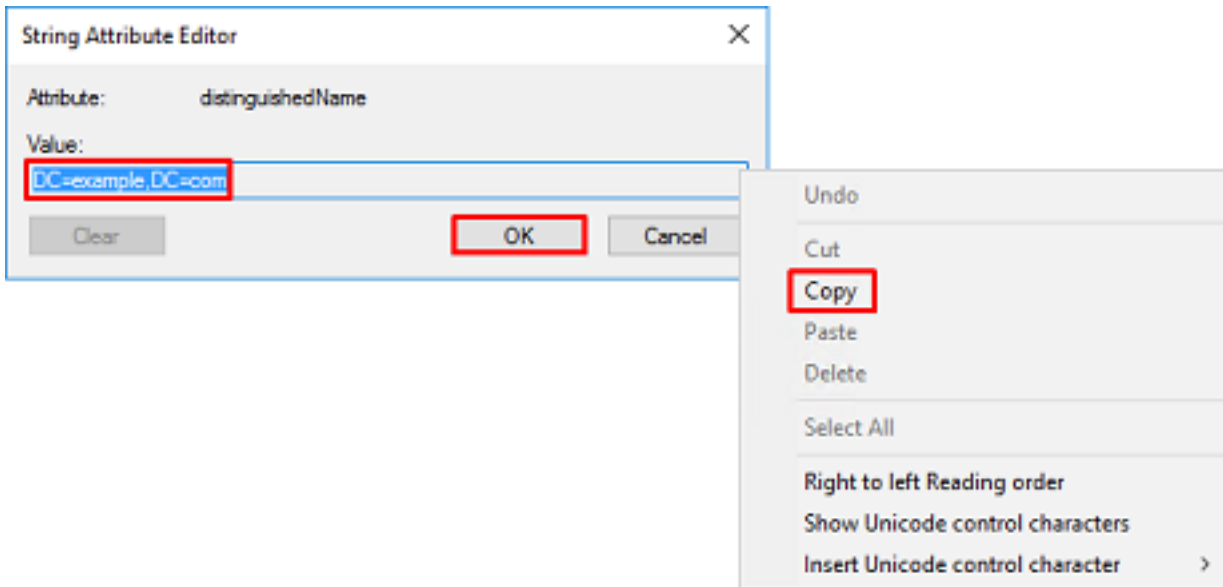 String Attribute Editor
Attribute: distinguishedName
Value:
DC=example,DC=com
Clear OK Cancel
Undo
Cut
Copy
Paste
Delete
Select All
Right to left Reading order
Show Unicode control characters
Insert Unicode control character >